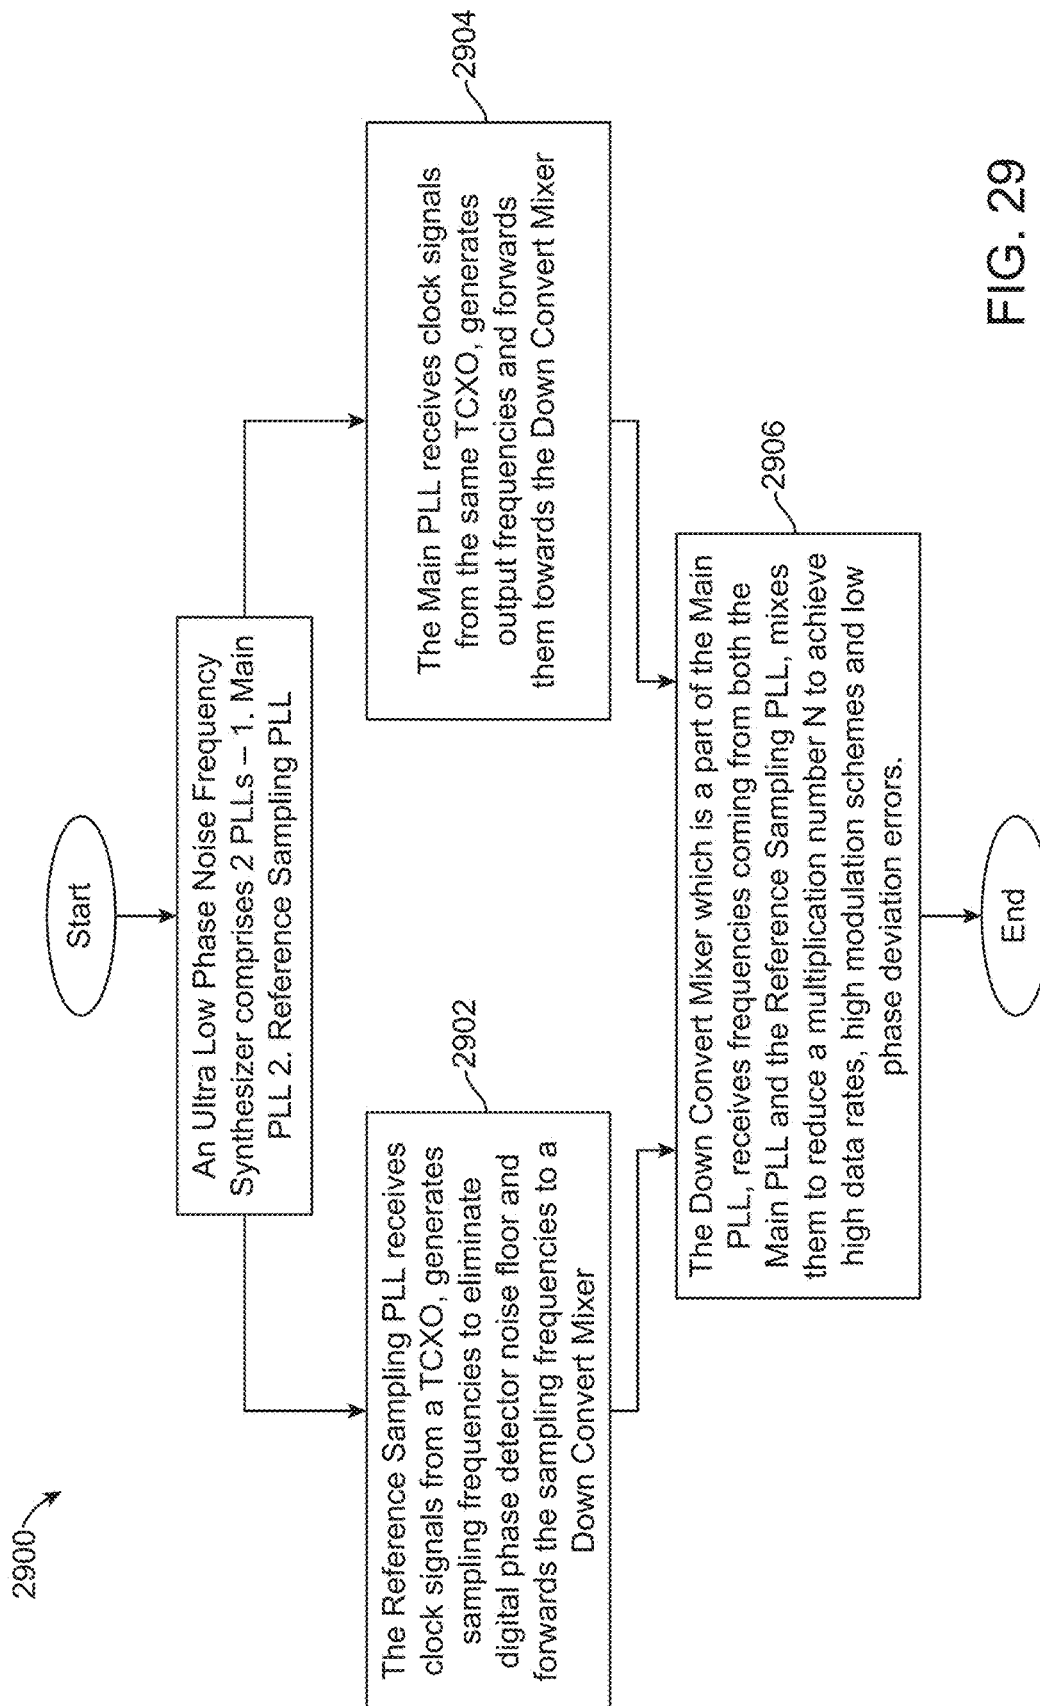 2900
Start
An Ultra Low Phase Noise Frequency
Synthesizer comprises 2 PLLs – 1. Main
PLL 2. Reference Sampling PLL
2902
The Reference Sampling PLL receives
clock signals from a TCXO, generates
sampling frequencies to eliminate
digital phase detector noise floor and
forwards the sampling frequencies to a
Down Convert Mixer
2904
The Main PLL receives clock signals
from the same TCXO, generates
output frequencies and forwards
them towards the Down Convert Mixer
2906
The Down Convert Mixer which is a part of the Main
PLL, receives frequencies coming from both the
Main PLL and the Reference Sampling PLL, mixes
them to reduce a multiplication number N to achieve
high data rates, high modulation schemes and low
phase deviation errors.
End
FIG. 29